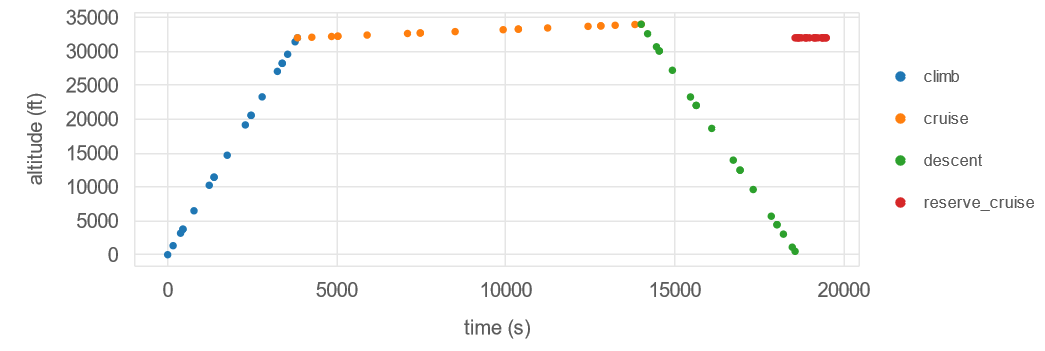 35000
30000
25000
20000
15000
10000
5000
0
altitude (ft)
0 5000 10000 15000 20000
time (s)
climb
cruise
descent
reserve_cruise